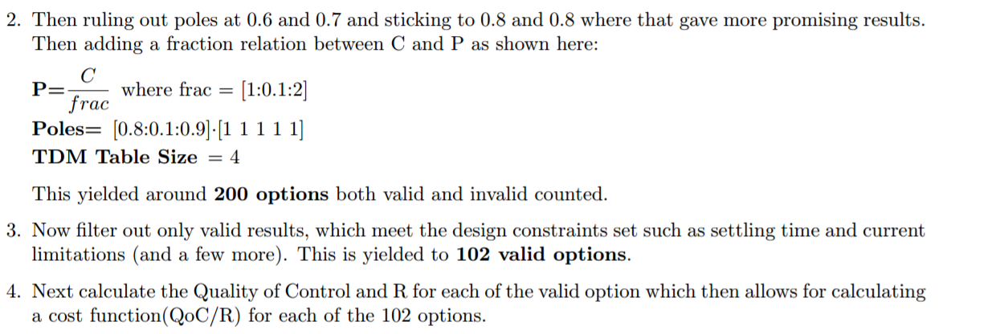 2. Then ruling out poles at 0.6 and 0.7 and sticking to 0.8 and 0.8 where that gave more promising results.
Then adding a fraction relation between C and P as shown here:
P= C/frac where frac = [1:0.1:2]
Poles= [0.8:0.1:0.9]·[1 1 1 1 1]
TDM Table Size = 4
This yielded around 200 options both valid and invalid counted.
3. Now filter out only valid results, which meet the design constraints set such as settling time and current
limitations (and a few more). This is yielded to 102 valid options.
4. Next calculate the Quality of Control and R for each of the valid option which then allows for calculating
a cost function(QoC/R) for each of the 102 options.